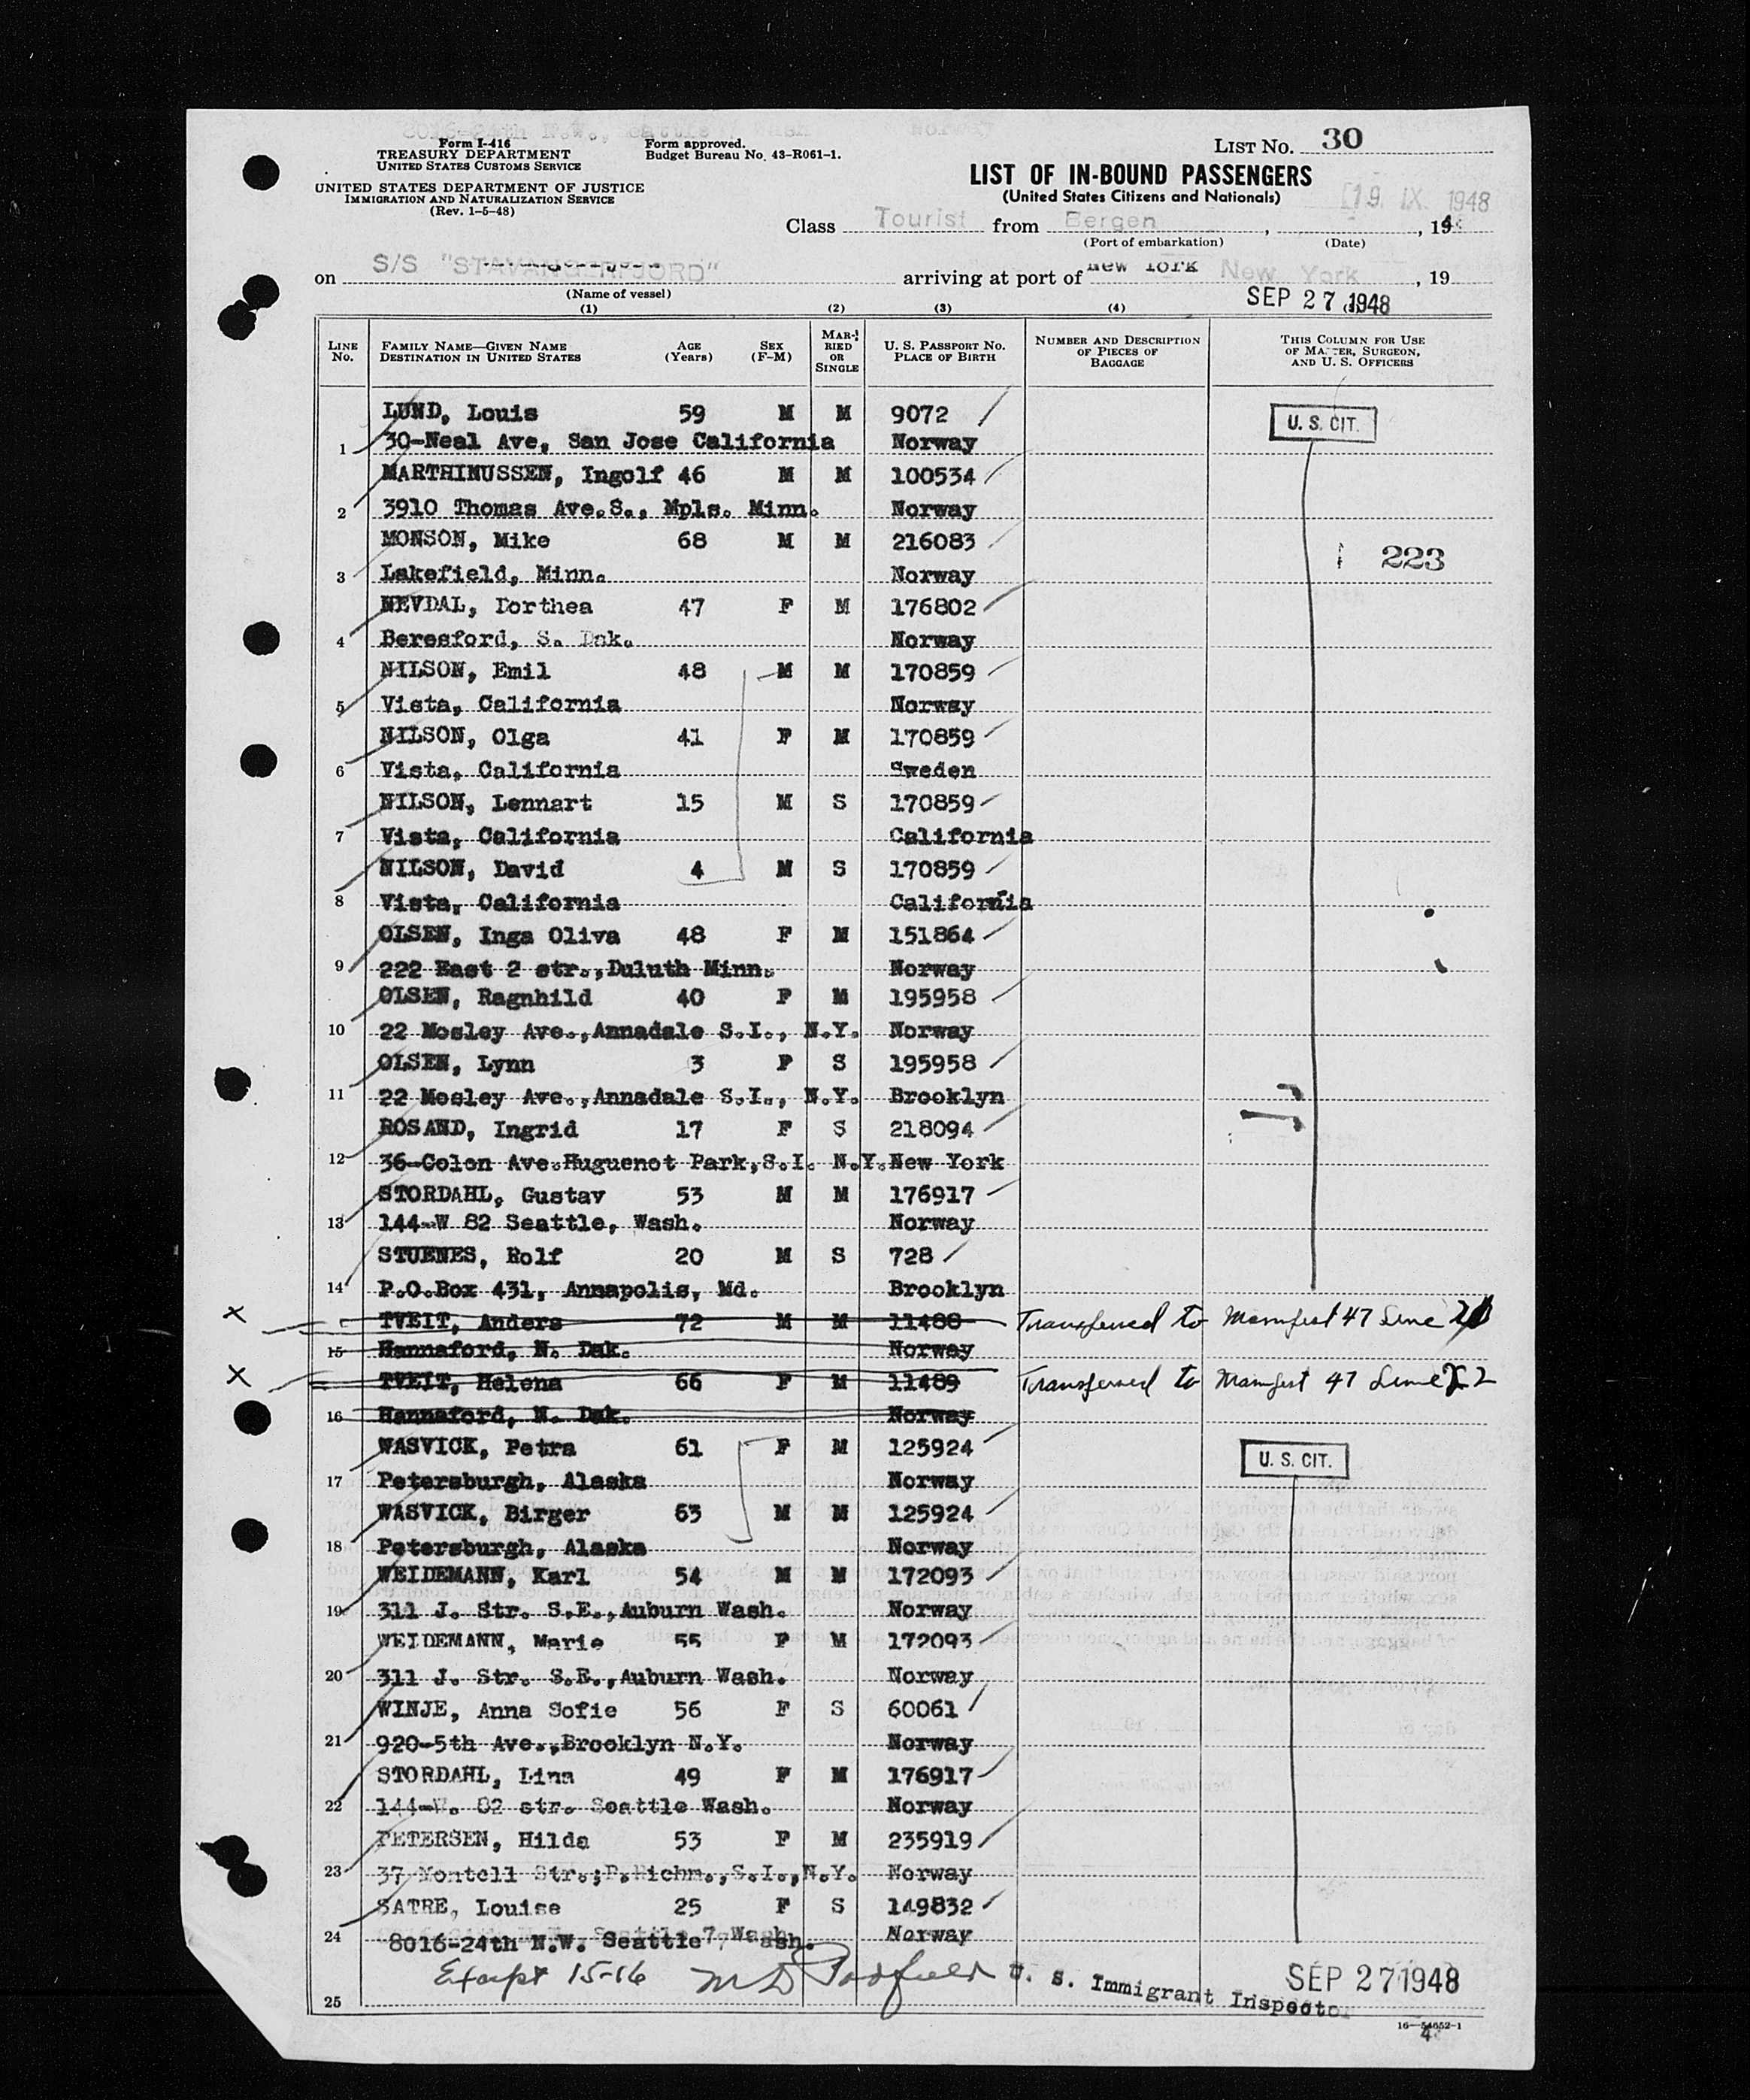 Form I-416
TREASURY DEPARTMENT
UNITED STATES CUSTOMS SERVICE
UNITED STATES DEPARTMENT OF JUSTICE
IMMIGRATION AND NATURALIZATION SERVICE
(Rev. 1-5-48)
Form approved.
Budget Bureau No. 43-R061-1.
LIST No. 30
LIST OF IN-BOUND PASSENGERS
(United States Citizens and Nationals)
19. IX. 1948
Class Tourist from Bergen, , 194
(Port of embarkation) (Date)
on S/S "STAVANGERFJORD" arriving at port of New York New York, 19
(Name of vessel)
SEP 27 1948
(1) (2) (3) (4)
LINE No. FAMILY NAME—GIVEN NAME DESTINATION IN UNITED STATES AGE (Years) SEX (F-M) MARRIED OR SINGLE U. S. PASSPORT No. PLACE OF BIRTH NUMBER AND DESCRIPTION OF PIECES OF BAGGAGE THIS COLUMN FOR USE OF MASTER, SURGEON, AND U. S. OFFICERS
LUND, Louis 59 M M 9072 U. S. CIT.
1 30-Neal Ave, San Jose California Norway
MARTHINUSSEN, Ingolf 46 M M 100534
2 3910 Thomas Ave.S., Mpls. Minn. Norway
MONSON, Mike 68 M M 216083 223
3 Lakefield, Minn. Norway
NEVDAL, Dorthea 47 F M 176802
4 Beresford, S. Dak. Norway
NILSON, Emil 48 M M 170859
5 Vista, California Norway
NILSON, Olga 41 F M 170859
6 Vista, California Sweden
NILSON, Lennart 15 M S 170859
7 Vista, California California
NILSON, David 4 M S 170859
8 Vista, California California
OLSEN, Inga Oliva 48 F M 151864
9 222 East 2 str., Duluth Minn. Norway
OLSEN, Ragnhild 40 F M 195958
10 22 Mosley Ave., Annadale S.I., N.Y. Norway
OLSEN, Lynn 3 F S 195958
11 22 Mosley Ave., Annadale S.I., N.Y. Brooklyn
ROSAND, Ingrid 17 F S 218094
12 36-Colon Ave.Huguenot Park,S.I. N.Y. New York
STORDAHL, Gustav 53 M M 176917
13 144-W 82 Seattle, Wash. Norway
STUENES, Rolf 20 M S 728
14 P.O.Box 431, Annapolis, Md. Brooklyn
TVEIT, Anders 72 M M 11488 Transferred to Manifest 47 Line
15 Hannaford, N. Dak. Norway
TVEIT, Helena 66 F M 11489 Transferred to Manifest 47 Line 22
16 Hannaford, N. Dak. Norway
WASVICK, Petra 61 F M 125924 U. S. CIT.
17 Petersburgh, Alaska Norway
WASVICK, Birger 63 M M 125924
18 Petersburgh, Alaska Norway
WEIDEMANN, Karl 54 M M 172093
19 311 J. Str. S.E., Auburn Wash. Norway
WEIDEMANN, Marie 55 F M 172093
20 311 J. Str. S.E., Auburn Wash. Norway
WINJE, Anna Sofie 56 F S 60061
21 920-5th Ave., Brooklyn N.Y. Norway
STORDAHL, Lina 49 F M 176917
22 144-W. 82 str. Seattle Wash. Norway
PETERSEN, Hilda 53 F M 235919
23 37 Montell Str.,P.Richm.,S.I.,N.Y. Norway
SATRE, Louise 25 F S 149832
24 8016-24th N.W. Seattle 7, Wash. Norway
Except 15-16 U. S. Immigrant Inspector SEP 27 1948
25
16—54652-1